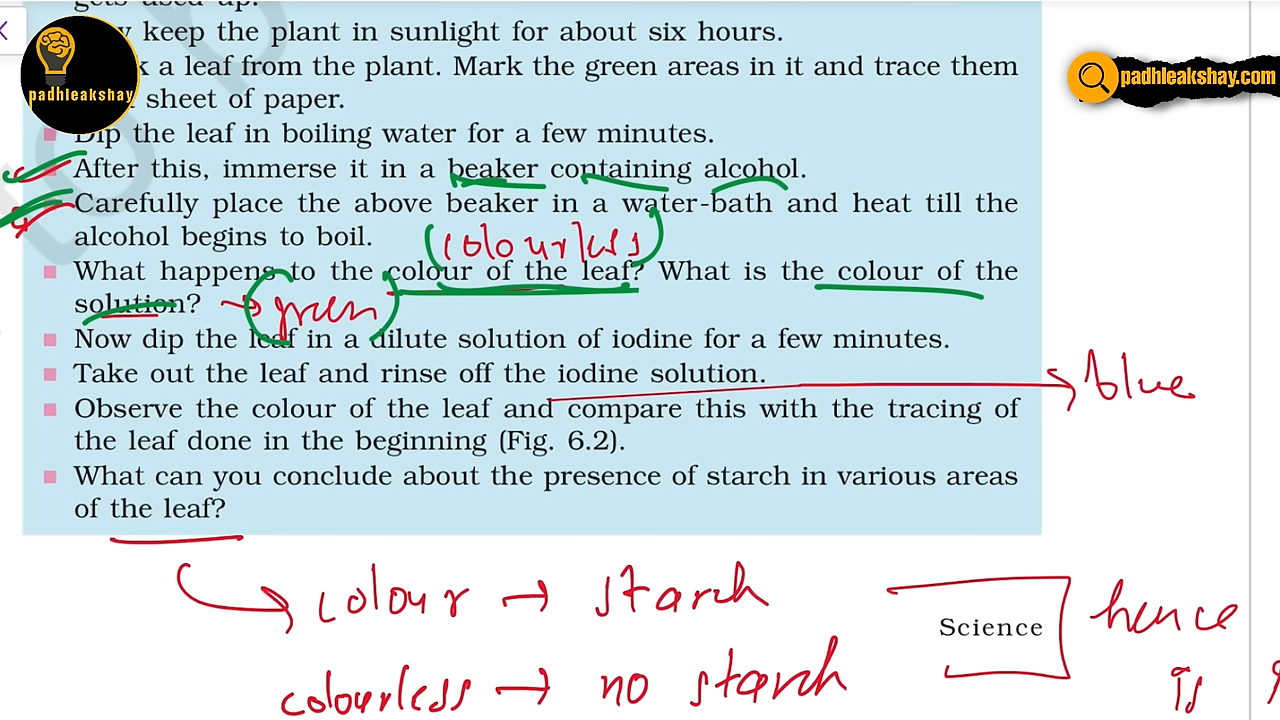 gets used up.
keep the plant in sunlight for about six hours.
a leaf from the plant. Mark the green areas in it and trace them
sheet of paper.
padhleakshay
padhleakshay.com
Dip the leaf in boiling water for a few minutes.
After this, immerse it in a beaker containing alcohol.
Carefully place the above beaker in a water-bath and heat till the
alcohol begins to boil.
(colourless)
What happens to the colour of the leaf? What is the colour of the
solution? → (green)
Now dip the leaf in a dilute solution of iodine for a few minutes.
Take out the leaf and rinse off the iodine solution. → blue
Observe the colour of the leaf and compare this with the tracing of
the leaf done in the beginning (Fig. 6.2).
What can you conclude about the presence of starch in various areas
of the leaf?
colour → starch
Science
hence
colourless → no starch
is